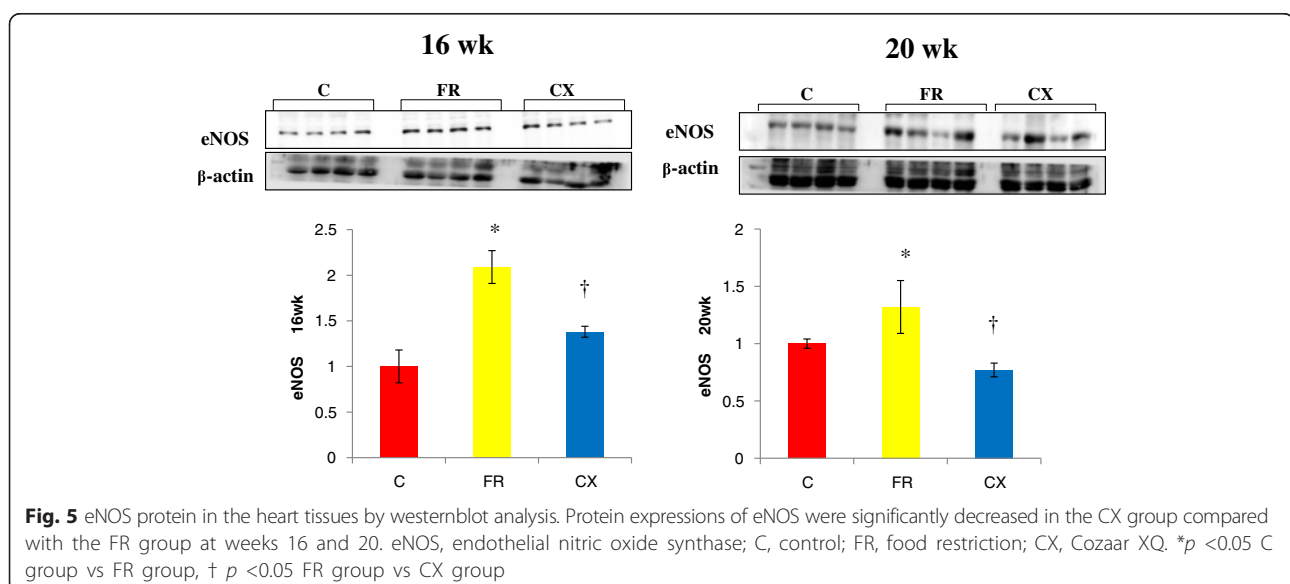 16 wk
C FR CX
eNOS
β-actin
2.5
2
1.5
1
0.5
0
eNOS 16wk
*
†
C FR CX
20 wk
C FR CX
eNOS
β-actin
2
1.5
1
0.5
0
eNOS 20wk
*
†
C FR CX
Fig. 5 eNOS protein in the heart tissues by westernblot analysis. Protein expressions of eNOS were significantly decreased in the CX group compared
with the FR group at weeks 16 and 20. eNOS, endothelial nitric oxide synthase; C, control; FR, food restriction; CX, Cozaar XQ. *p <0.05 C
group vs FR group, † p <0.05 FR group vs CX group